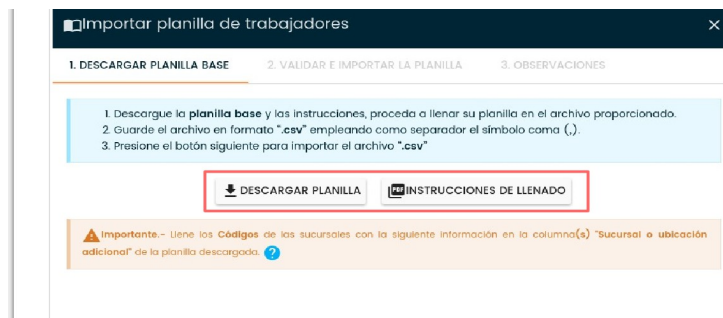 Importar planilla de trabajadores
1. DESCARGAR PLANILLA BASE 2. VALIDAR E IMPORTAR LA PLANILLA 3. OBSERVACIONES
1. Descargue la planilla base y las instrucciones, proceda a llenar su planilla en el archivo proporcionado.
2. Guarde el archivo en formato ".csv" empleando como separador el símbolo coma (,).
3. Presione el botón siguiente para importar el archivo ".csv"
DESCARGAR PLANILLA PDF INSTRUCCIONES DE LLENADO
Importante.- Llene los Códigos de las sucursales con la siguiente información en la columna(s) "Sucursal o ubicación
adicional" de la planilla descargada. ?